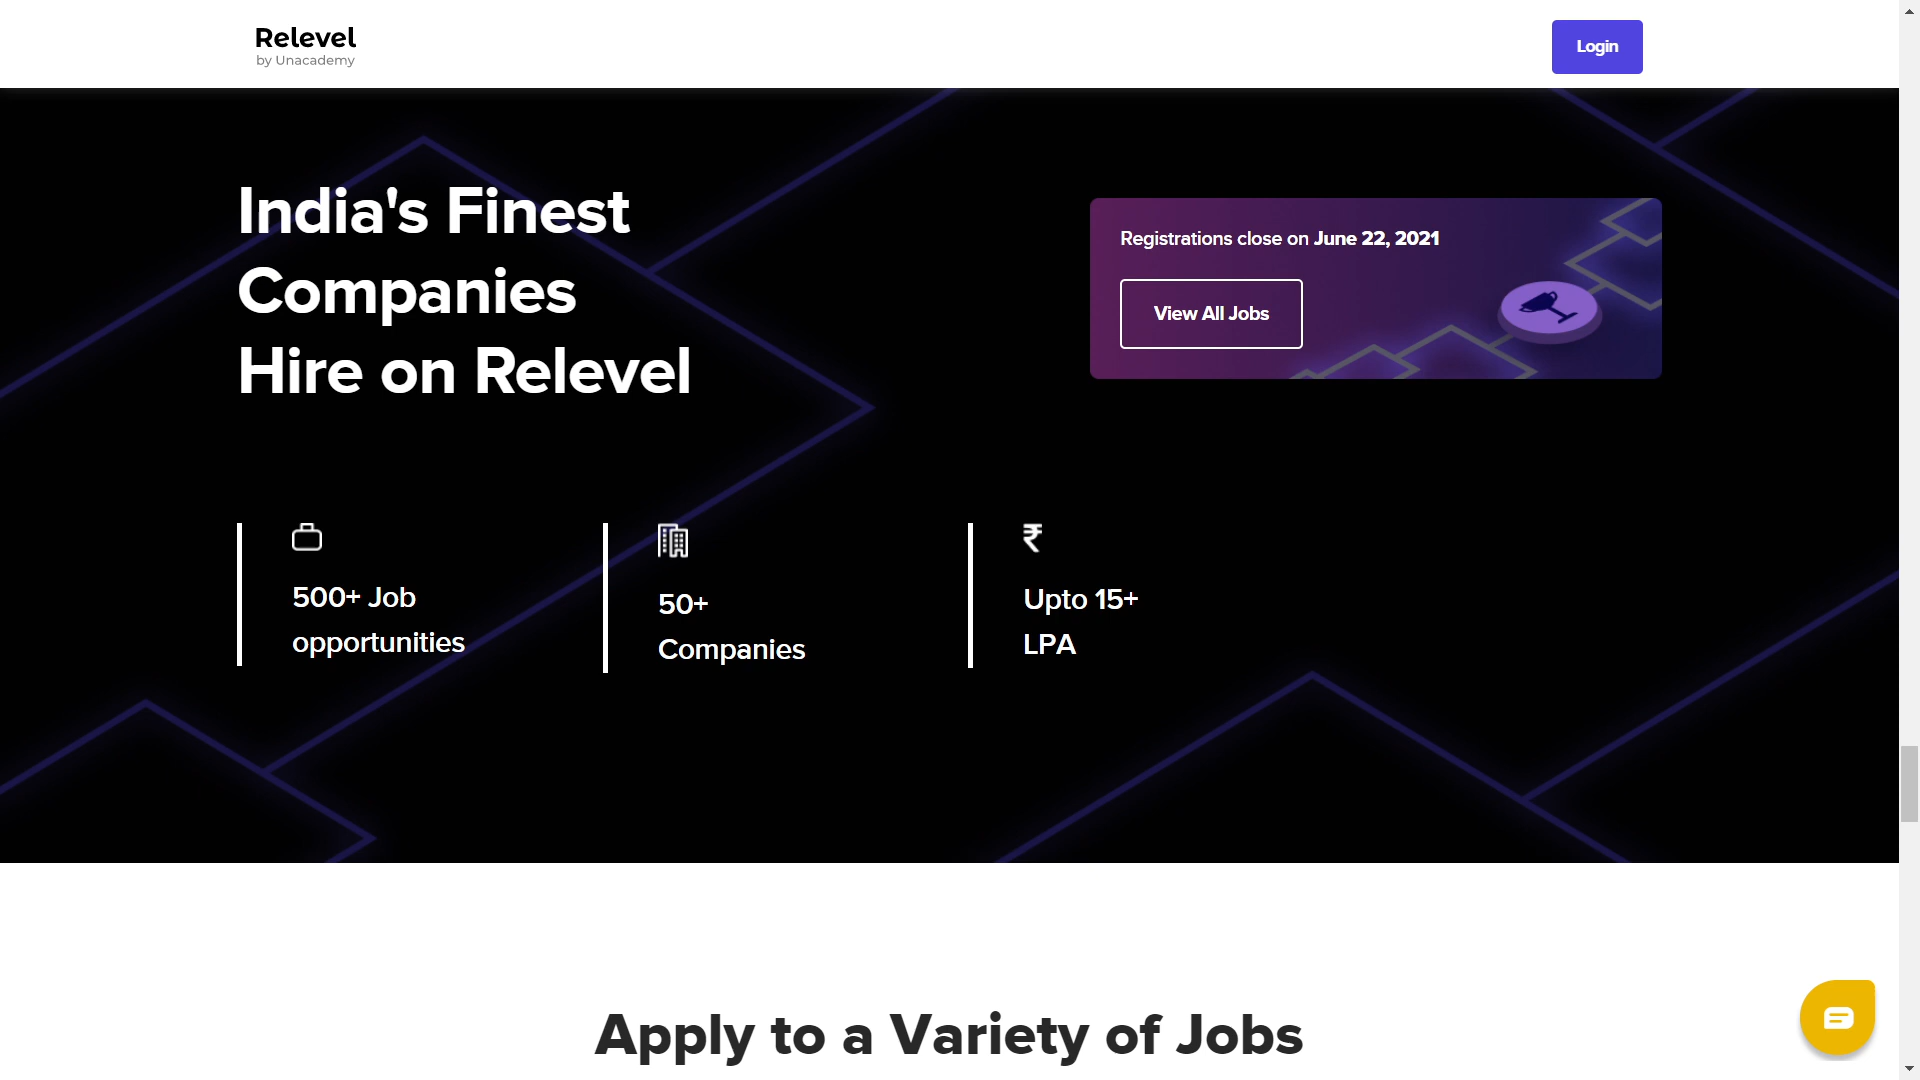 Relevel
by Unacademy
Login
India's Finest
Companies
Hire on Relevel
Registrations close on June 22, 2021
View All Jobs
500+ Job
opportunities
50+
Companies
₹
Upto 15+
LPA
Apply to a Variety of Jobs